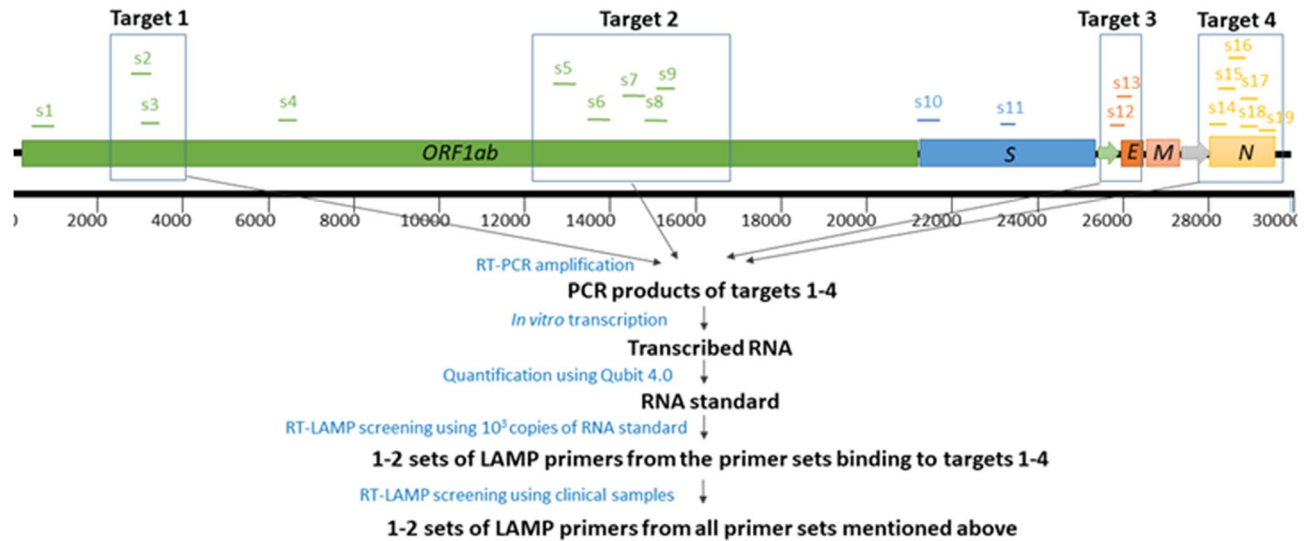 Target 1 Target 2 Target 3 Target 4
s16
s2
s5 s9 s15 s17
s7 s13
s1 s3 s4 s6 s8 s10 s11 s12 s14 s18 s19
ORF1ab S E M N
0 2000 4000 6000 8000 10000 12000 14000 16000 18000 20000 22000 24000 26000 28000 30000
RT-PCR amplification
PCR products of targets 1-4
In vitro transcription
Transcribed RNA
Quantification using Qubit 4.0
RNA standard
RT-LAMP screening using 10³ copies of RNA standard
1-2 sets of LAMP primers from the primer sets binding to targets 1-4
RT-LAMP screening using clinical samples
1-2 sets of LAMP primers from all primer sets mentioned above